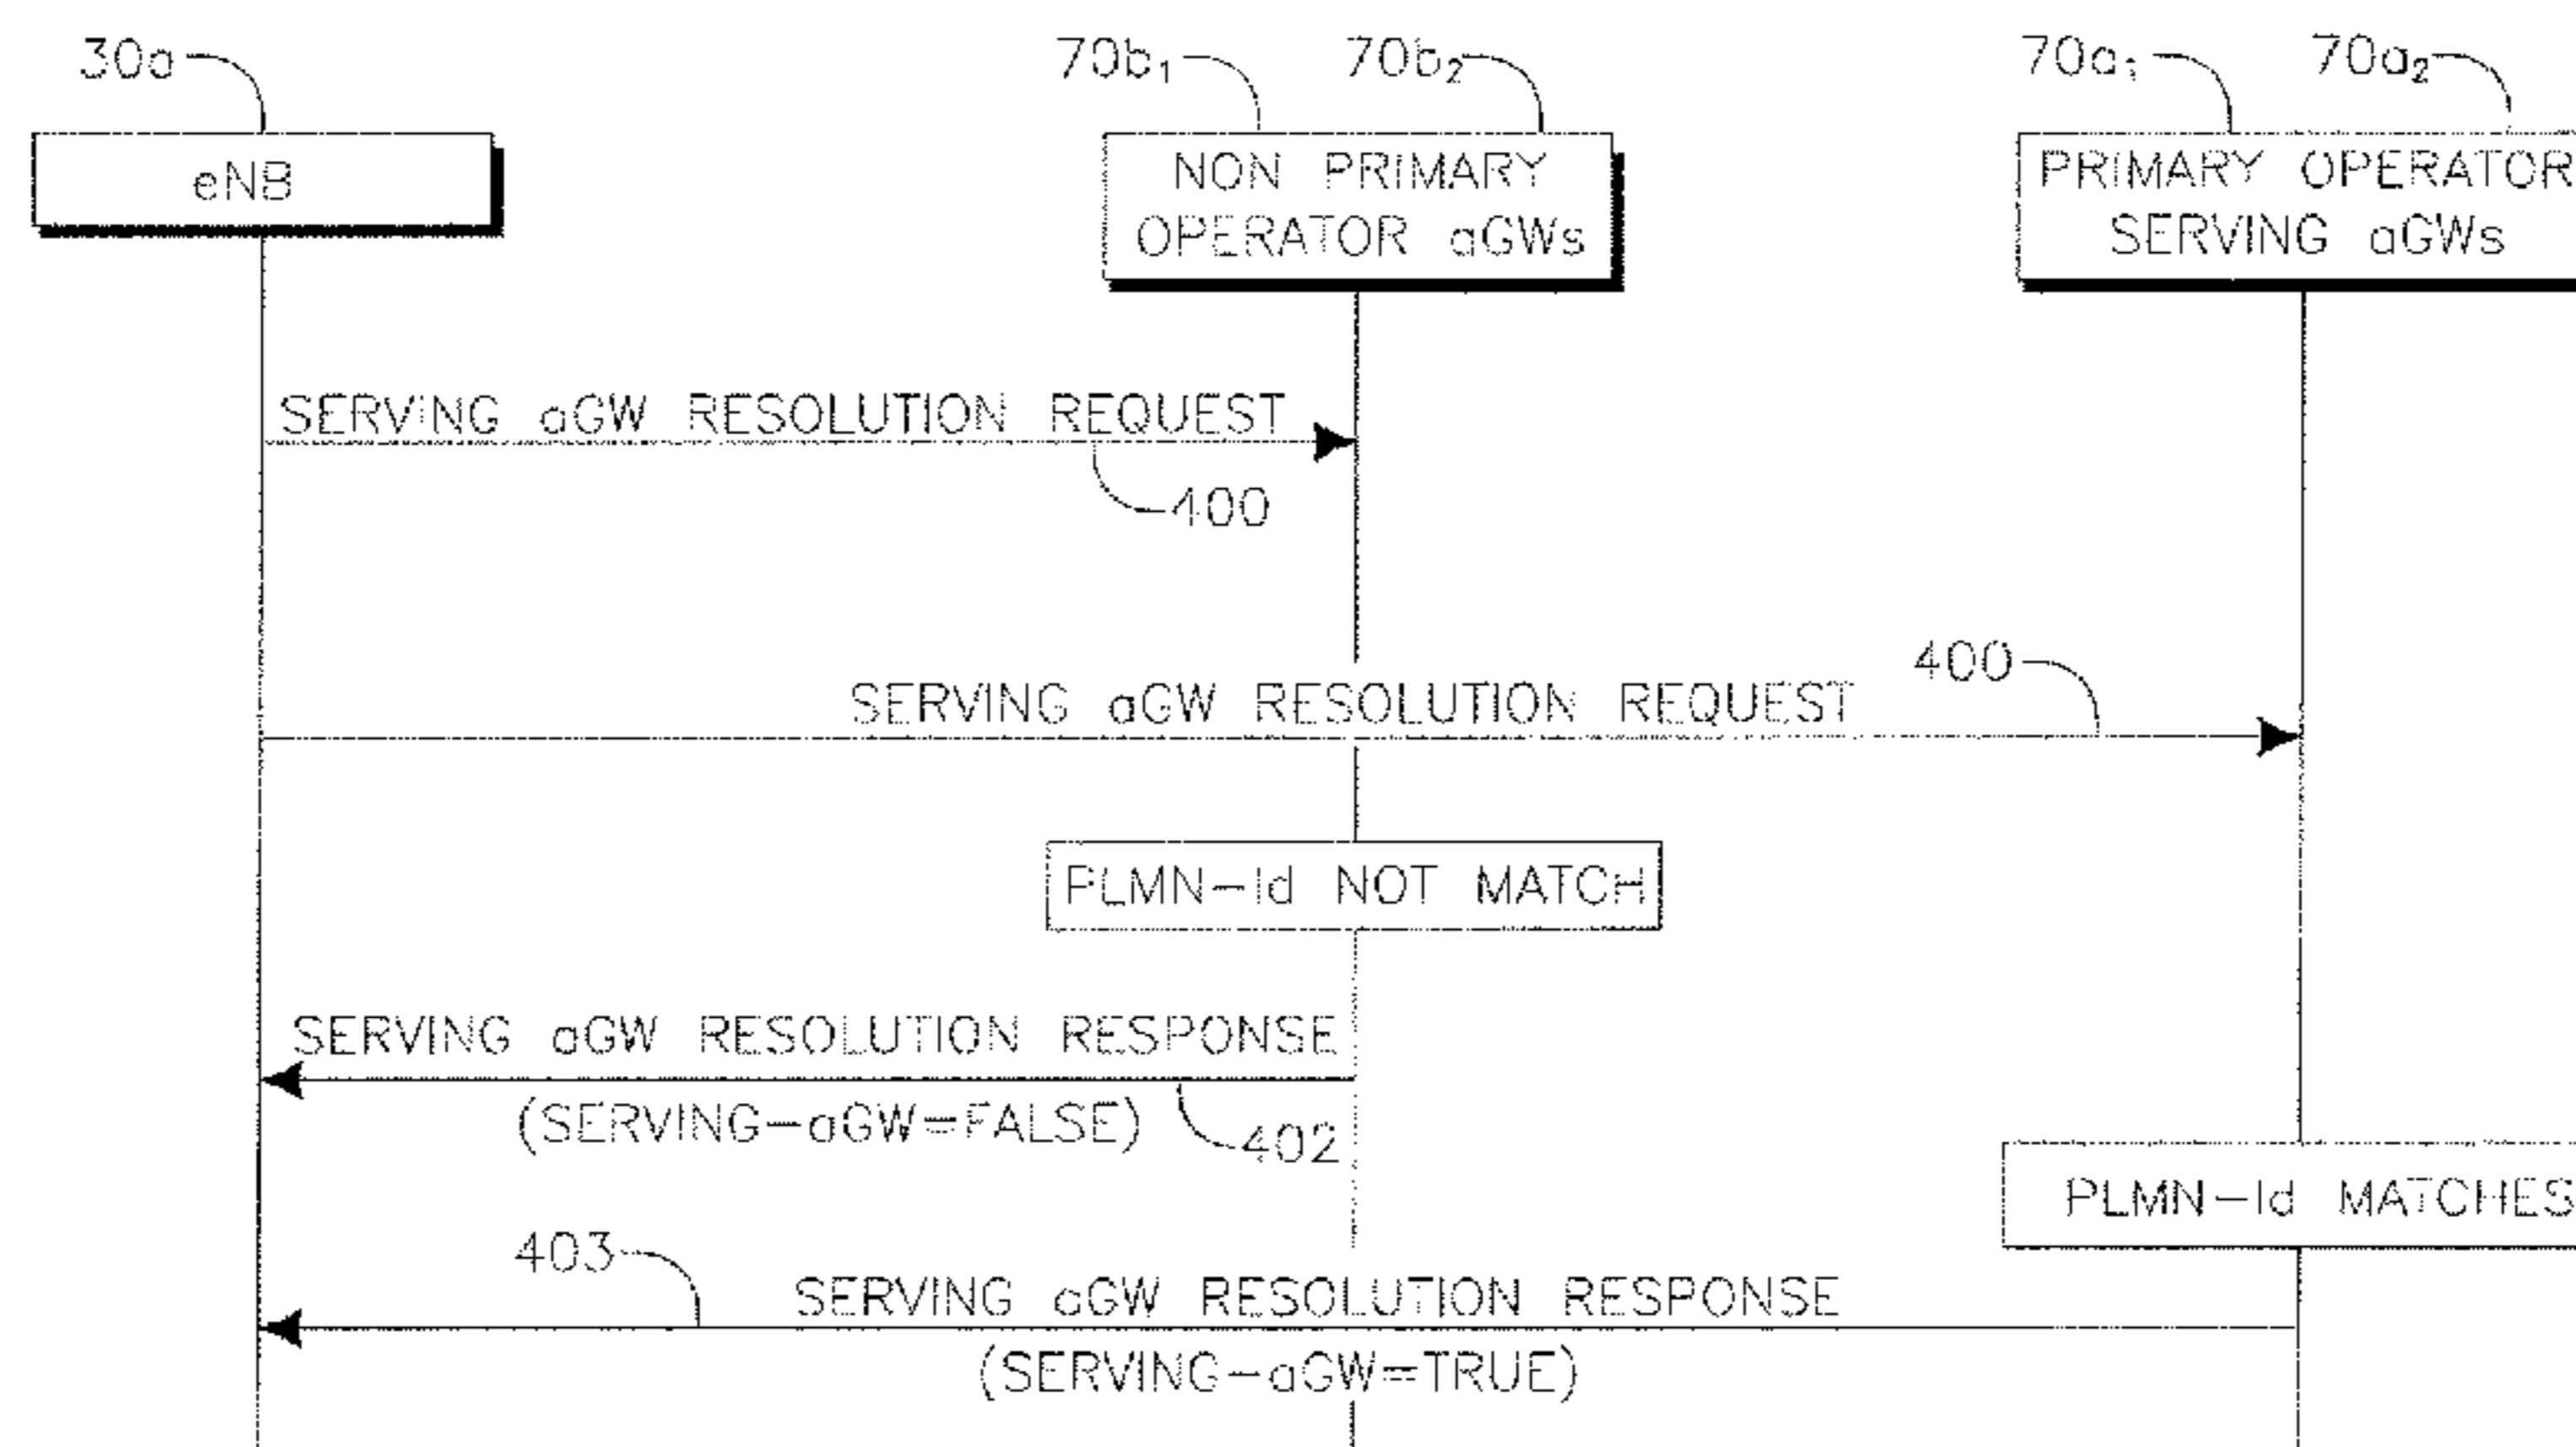 30a
70b₁
70b₂
70a₁
70a₂
eNB
NON PRIMARY
OPERATOR aGWs
PRIMARY OPERATOR
SERVING aGWs
SERVING aGW RESOLUTION REQUEST
400
400
SERVING aGW RESOLUTION REQUEST
PLMN-Id NOT MATCH
SERVING aGW RESOLUTION RESPONSE
(SERVING-aGW=FALSE)
402
PLMN-Id MATCHES
403
SERVING aGW RESOLUTION RESPONSE
(SERVING-aGW=TRUE)